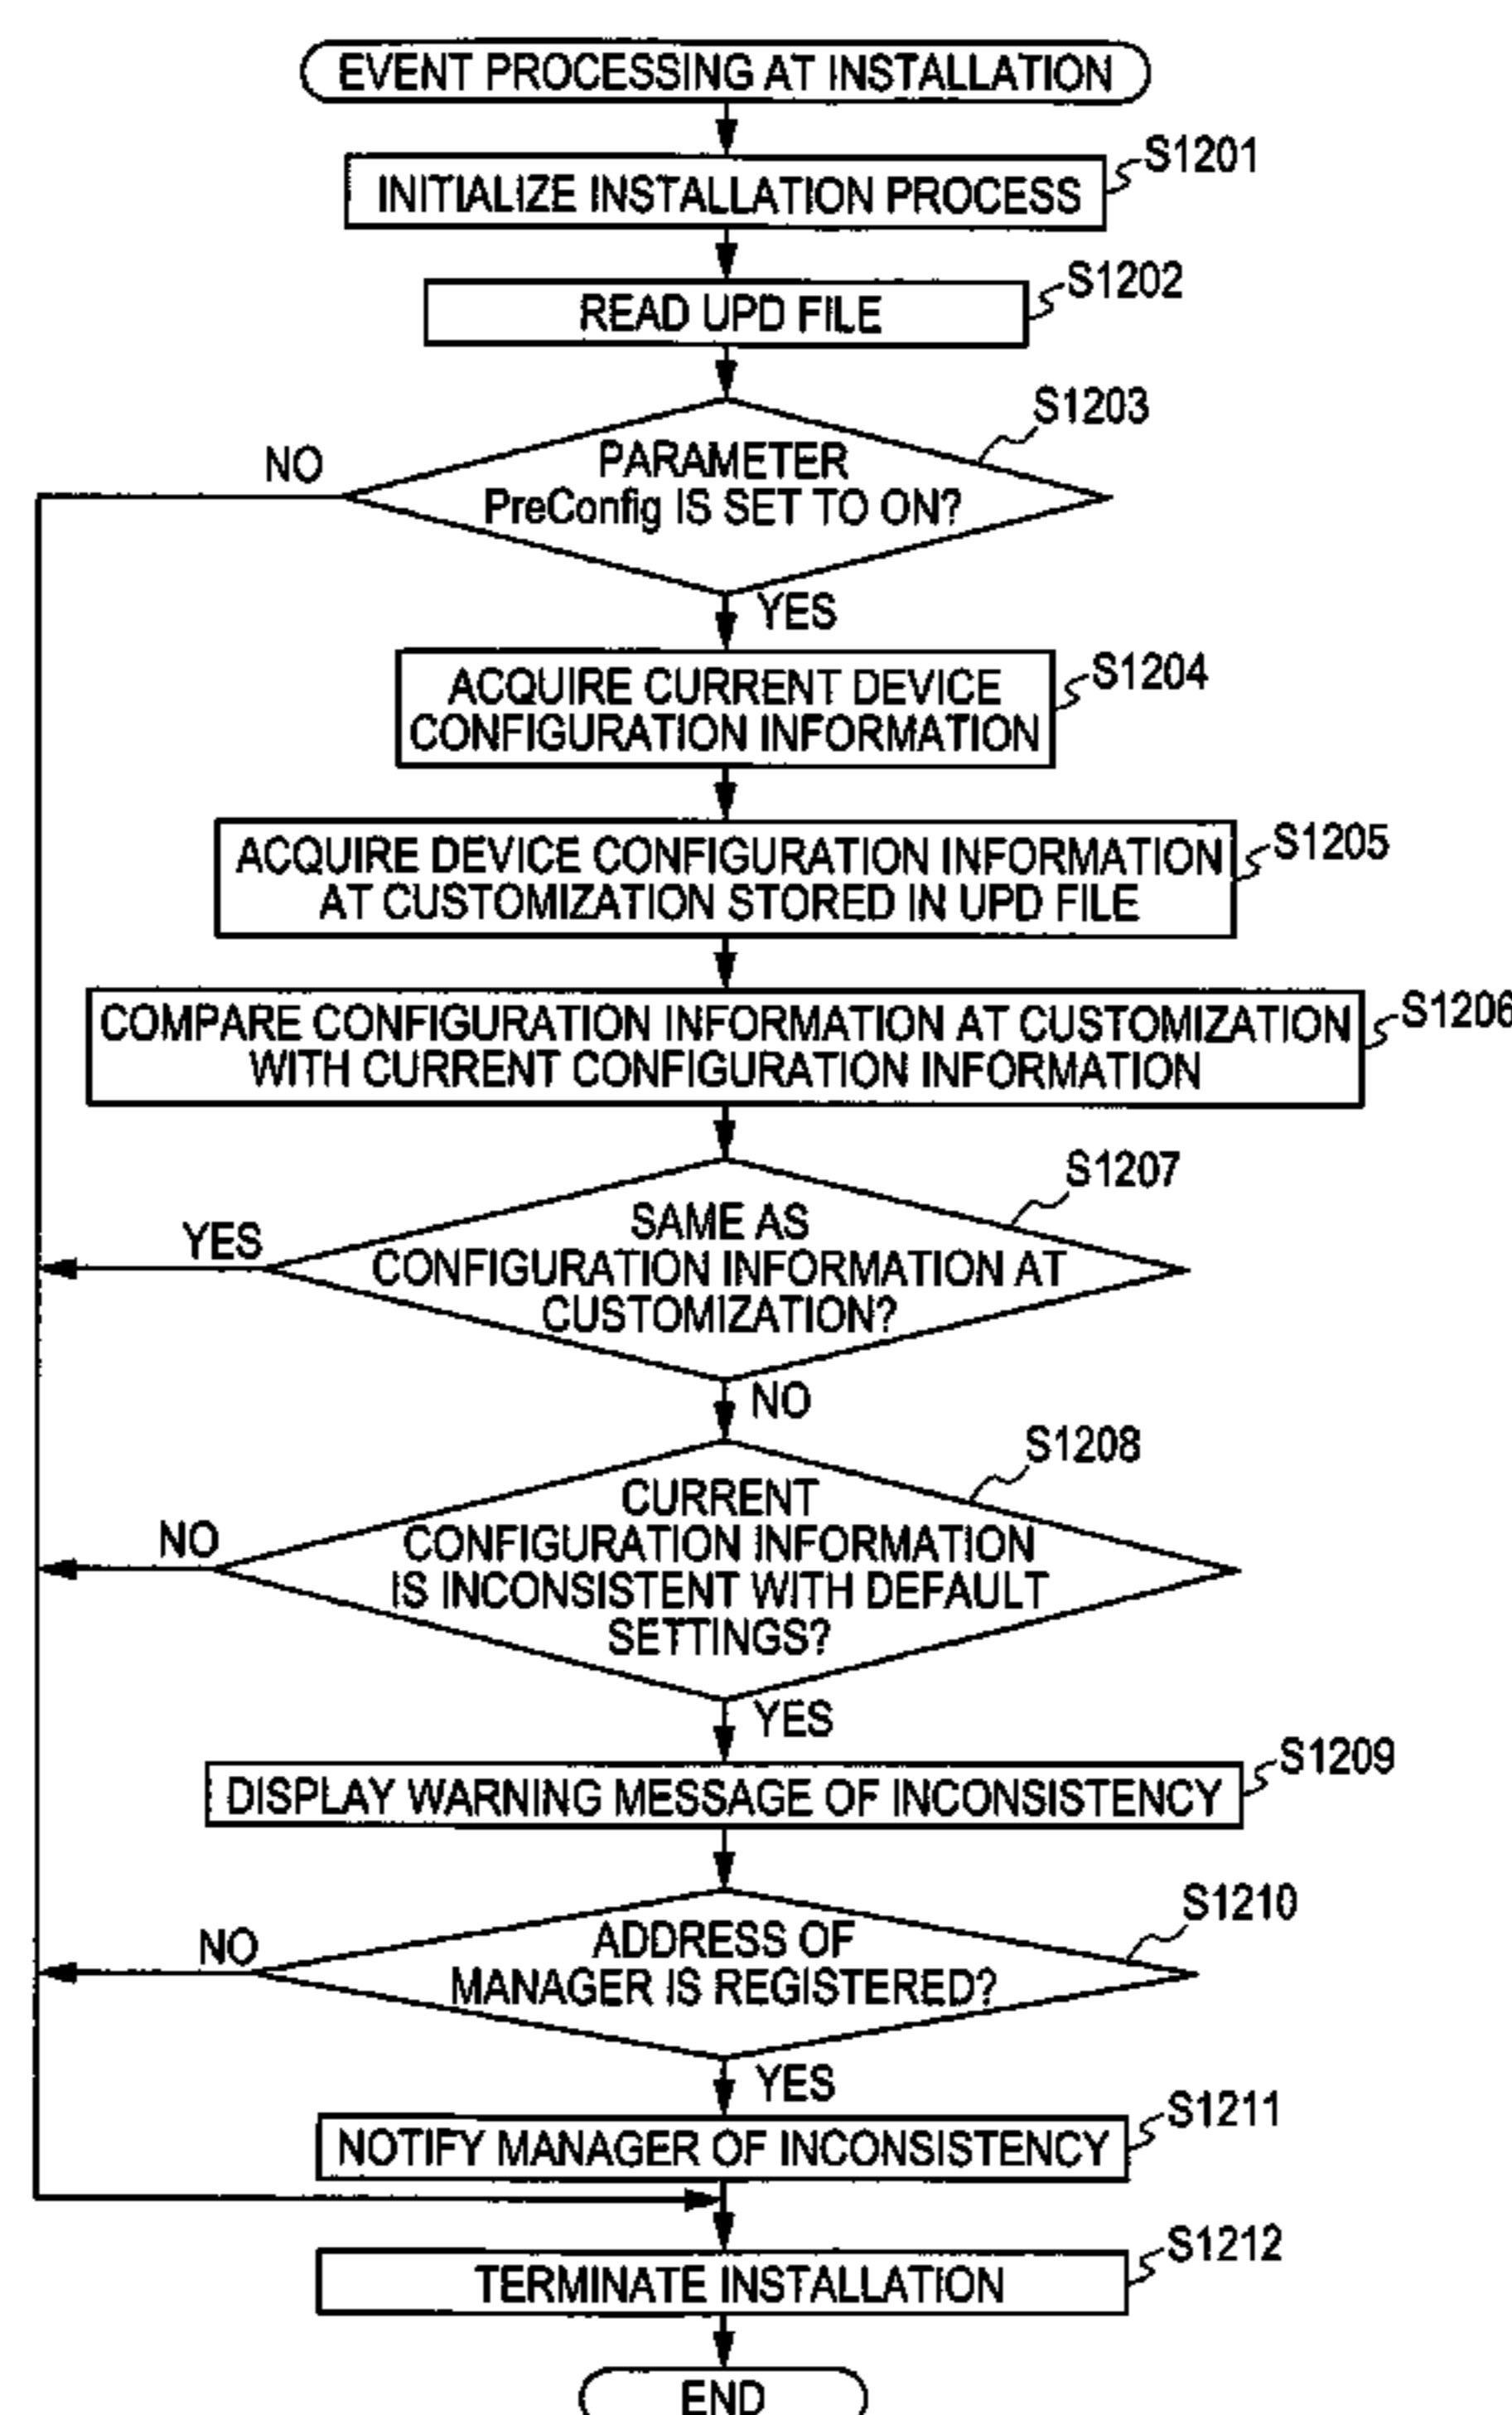 EVENT PROCESSING AT INSTALLATION
S1201
INITIALIZE INSTALLATION PROCESS
S1202
READ UPD FILE
S1203
NO
PARAMETER
PreConfig IS SET TO ON?
YES
S1204
ACQUIRE CURRENT DEVICE
CONFIGURATION INFORMATION
S1205
ACQUIRE DEVICE CONFIGURATION INFORMATION
AT CUSTOMIZATION STORED IN UPD FILE
S1206
COMPARE CONFIGURATION INFORMATION AT CUSTOMIZATION
WITH CURRENT CONFIGURATION INFORMATION
S1207
YES
SAME AS
CONFIGURATION INFORMATION AT
CUSTOMIZATION?
NO
S1208
NO
CURRENT
CONFIGURATION INFORMATION
IS INCONSISTENT WITH DEFAULT
SETTINGS?
YES
S1209
DISPLAY WARNING MESSAGE OF INCONSISTENCY
S1210
NO
ADDRESS OF
MANAGER IS REGISTERED?
YES
S1211
NOTIFY MANAGER OF INCONSISTENCY
S1212
TERMINATE INSTALLATION
END